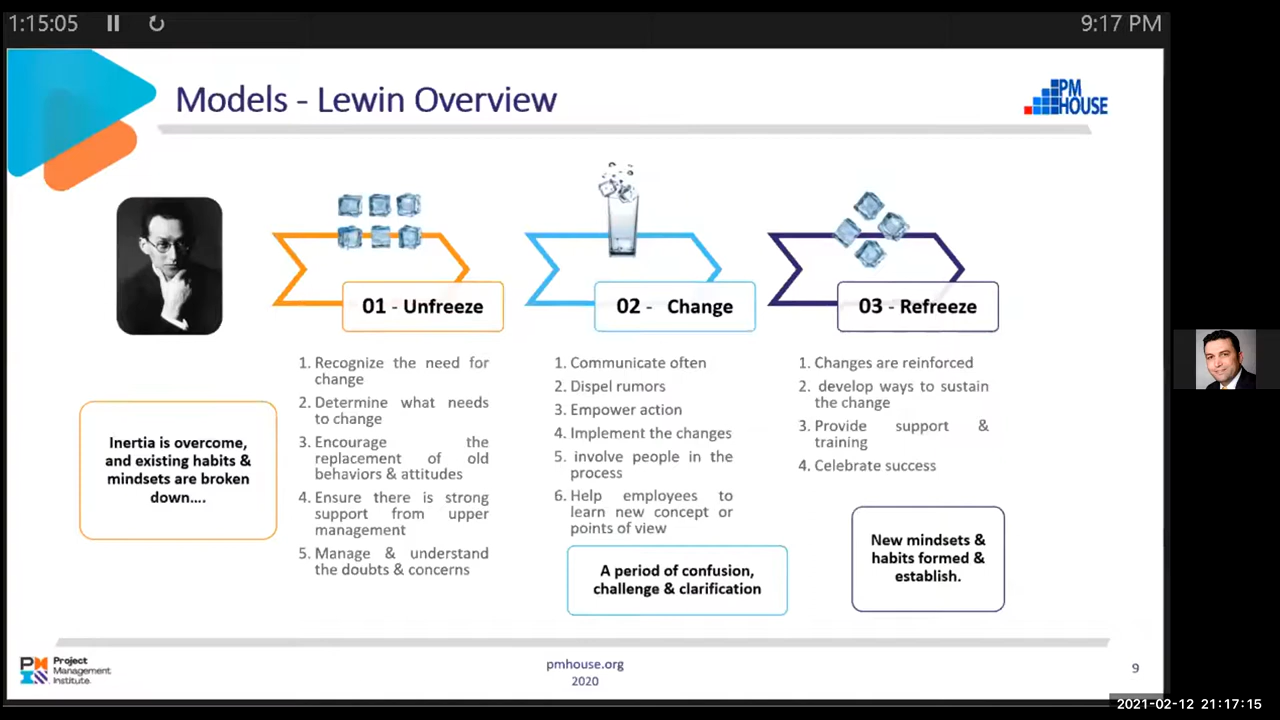 1:15:05
9:17 PM
Models - Lewin Overview
PM
HOUSE
01 - Unfreeze
02 - Change
03 - Refreeze
1. Recognize the need for
change
2. Determine what needs
to change
3. Encourage the
replacement of old
behaviors & attitudes
4. Ensure there is strong
support from upper
management
5. Manage & understand
the doubts & concerns
1. Communicate often
2. Dispel rumors
3. Empower action
4. Implement the changes
5. involve people in the
process
6. Help employees to
learn new concept or
points of view
1. Changes are reinforced
2. develop ways to sustain
the change
3. Provide support &
training
4. Celebrate success
Inertia is overcome,
and existing habits &
mindsets are broken
down....
A period of confusion,
challenge & clarification
New mindsets &
habits formed &
establish.
Project
Management
Institute.
pmhouse.org
2020
9
2021-02-12 21:17:15